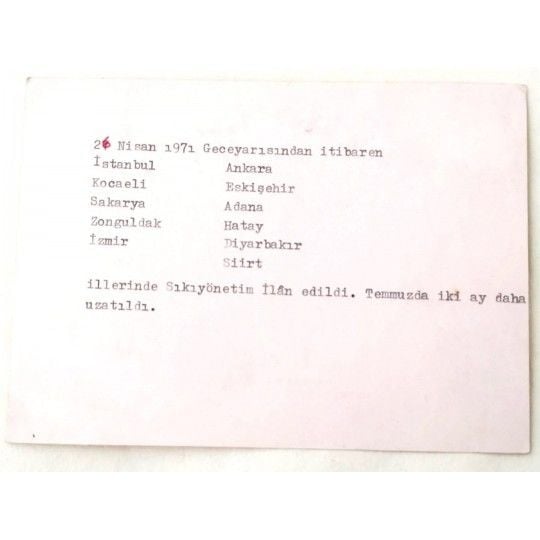 26 Nisan 1971 Geceyarısından itibaren
İstanbul Ankara
Kocaeli Eskişehir
Sakarya Adana
Zonguldak Hatay
İzmir Diyarbakır
Siirt
illerinde Sıkıyönetim İlân edildi. Temmuzda iki ay daha
uzatıldı.